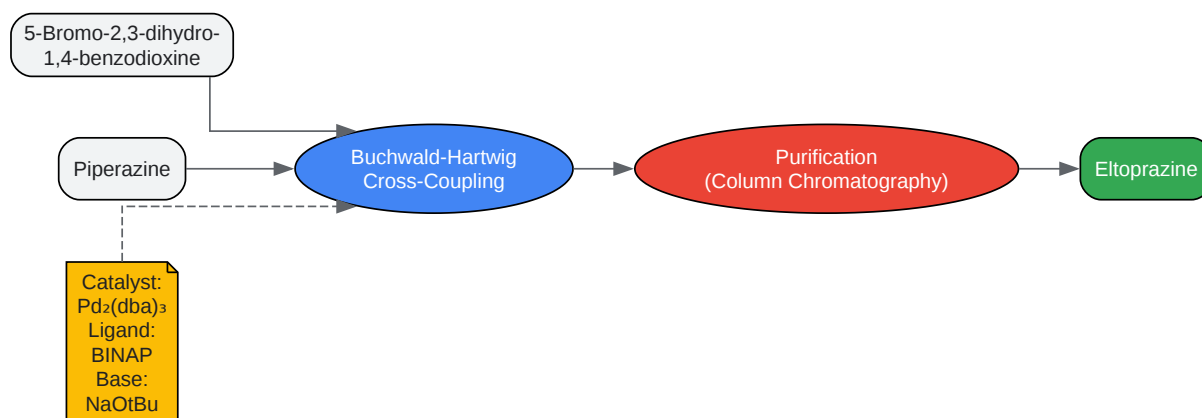 5-Bromo-2,3-dihydro-
1,4-benzodioxine
Piperazine
Buchwald-Hartwig
Cross-Coupling
Purification
(Column Chromatography)
Eltoprazine
Catalyst:
Pd₂(dba)₃
Ligand:
BINAP
Base:
NaOtBu